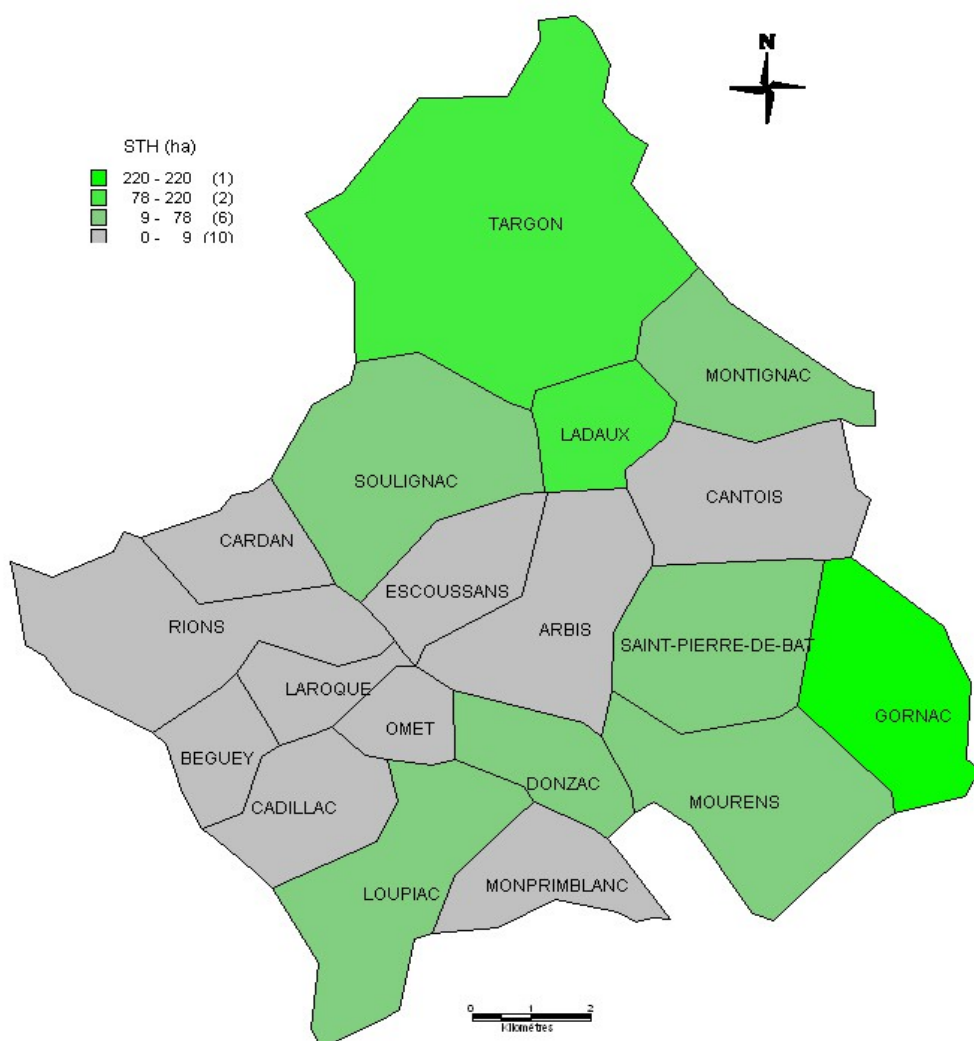 N
STH (ha)
220 - 220 (1)
78 - 220 (2)
9 - 78 (6)
0 - 9 (10)
TARGON
MONTIGNAC
LADAUX
SOULIGNAC
CANTOIS
CARDAN
ESCOUSSANS
RIONS
ARBIS
SAINT-PIERRE-DE-BAT
LAROQUE
OMET
GORNAC
BEGUEY
DONZAC
CADILLAC
MOURENS
LOUPIAC
MONPRIMBLANC
0 1 2
Kilomètres